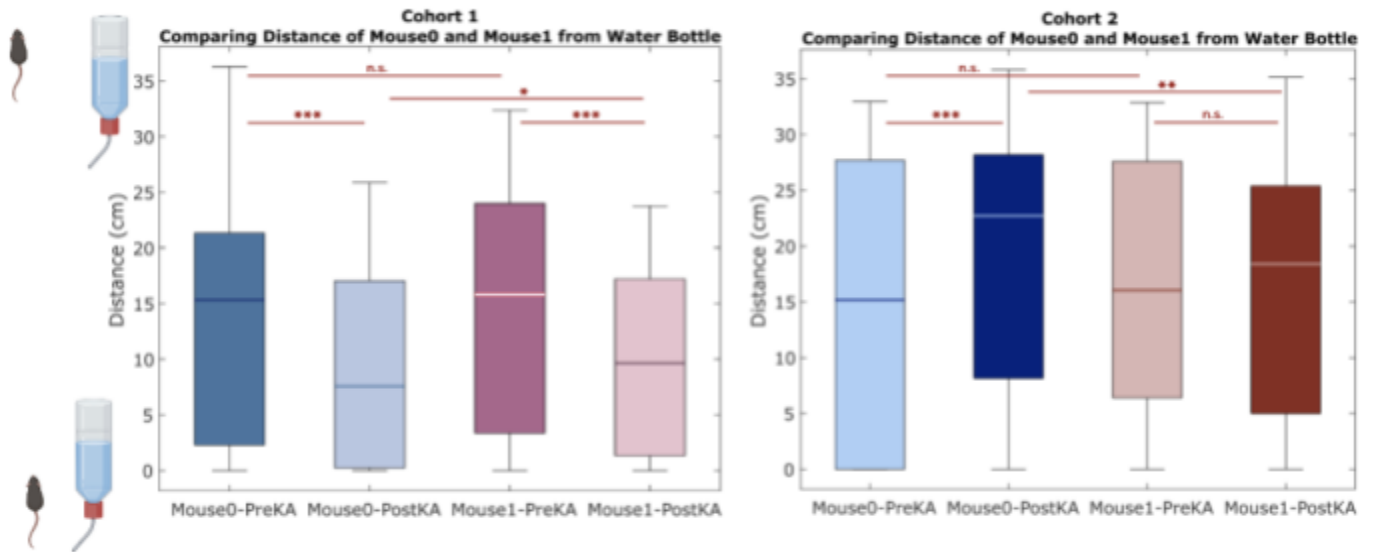 Cohort 1
Comparing Distance of Mouse0 and Mouse1 from Water Bottle
Distance (cm)
35
30
25
20
15
10
5
0
n.s.
*
***
***
Mouse0-PreKA
Mouse0-PostKA
Mouse1-PreKA
Mouse1-PostKA
Cohort 2
Comparing Distance of Mouse0 and Mouse1 from Water Bottle
Distance (cm)
35
30
25
20
15
10
5
0
n.s.
**
***
n.s.
Mouse0-PreKA
Mouse0-PostKA
Mouse1-PreKA
Mouse1-PostKA